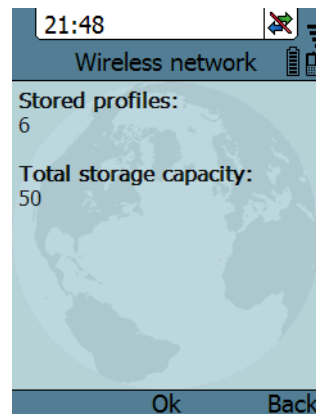 21:48
Wireless network
Stored profiles:
6
Total storage capacity:
50
Ok Back